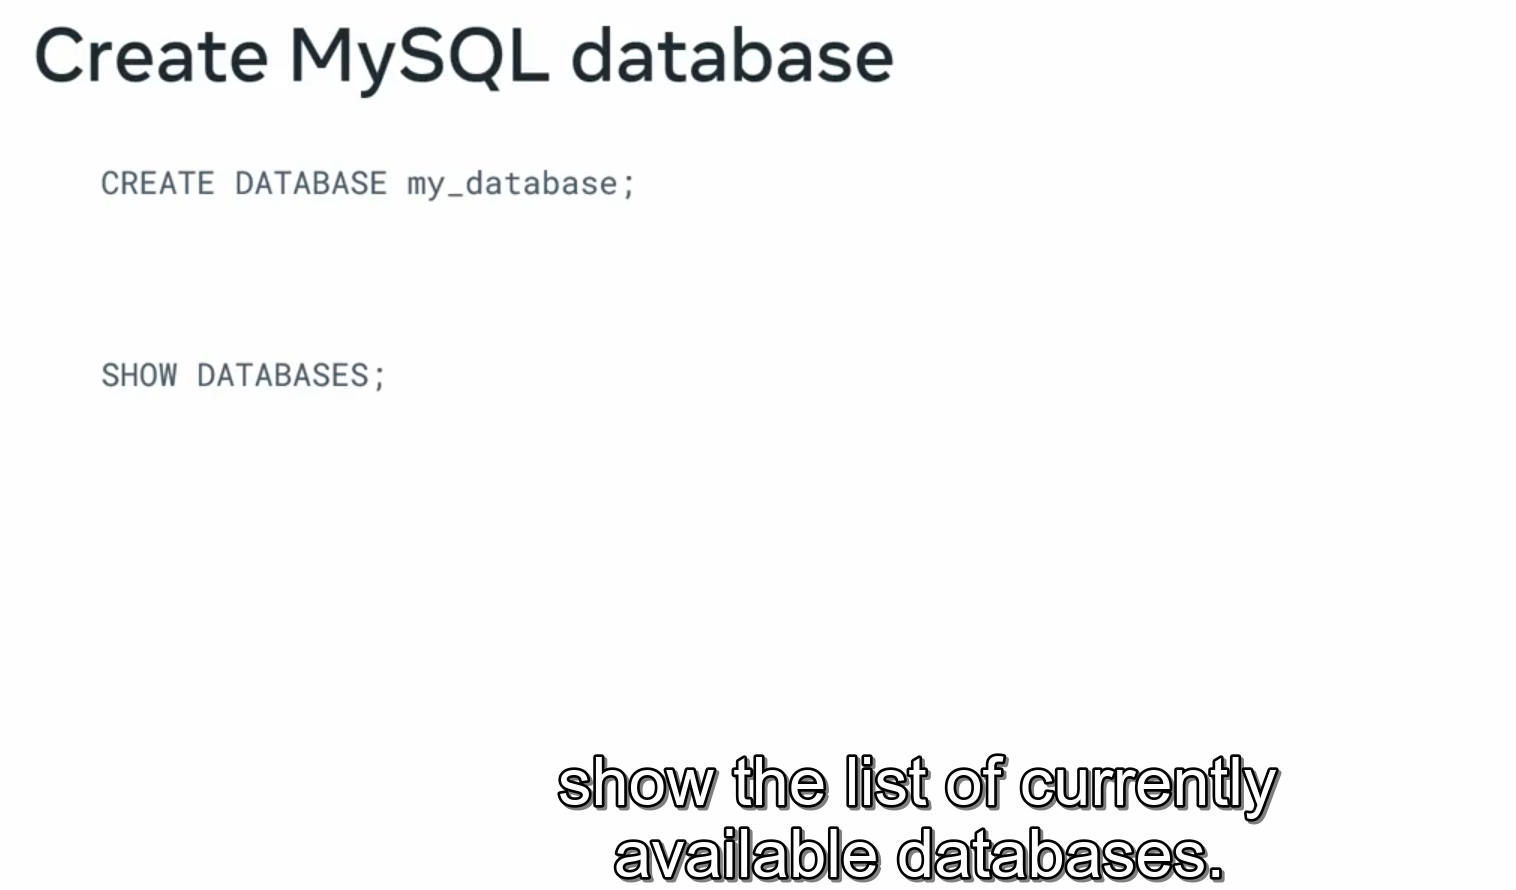 Create MySQL database
CREATE DATABASE my_database;
SHOW DATABASES;
show the list of currently
available databases.